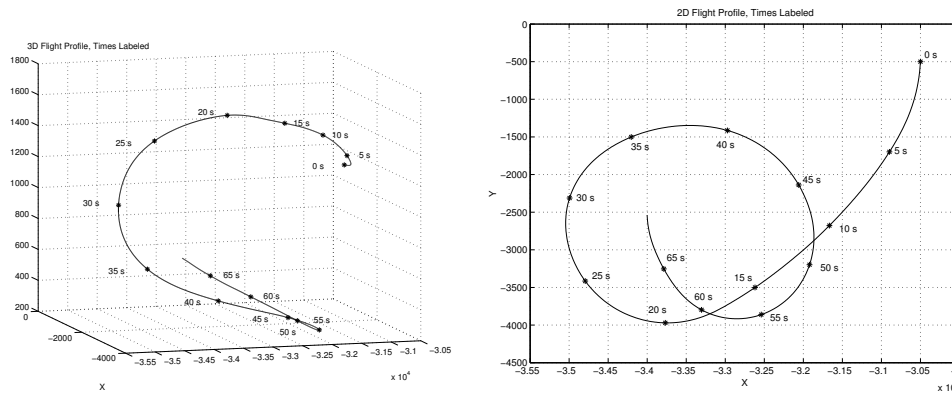 3D Flight Profile, Times Labeled
1800
1600
1400
1200
1000
800
600
400
200
0
−2000
−4000
−3.55
−3.5
−3.45
−3.4
−3.35
−3.3
−3.25
−3.2
−3.15
−3.1
−3.05
x 10⁴
X
0 s
5 s
10 s
15 s
20 s
25 s
30 s
35 s
40 s
45 s
50 s
55 s
60 s
65 s
2D Flight Profile, Times Labeled
0
−500
−1000
−1500
−2000
−2500
−3000
−3500
−4000
−4500
Y
−3.55
−3.5
−3.45
−3.4
−3.35
−3.3
−3.25
−3.2
−3.15
−3.1
−3.05
X
0 s
5 s
10 s
15 s
20 s
25 s
30 s
35 s
40 s
45 s
50 s
55 s
60 s
65 s